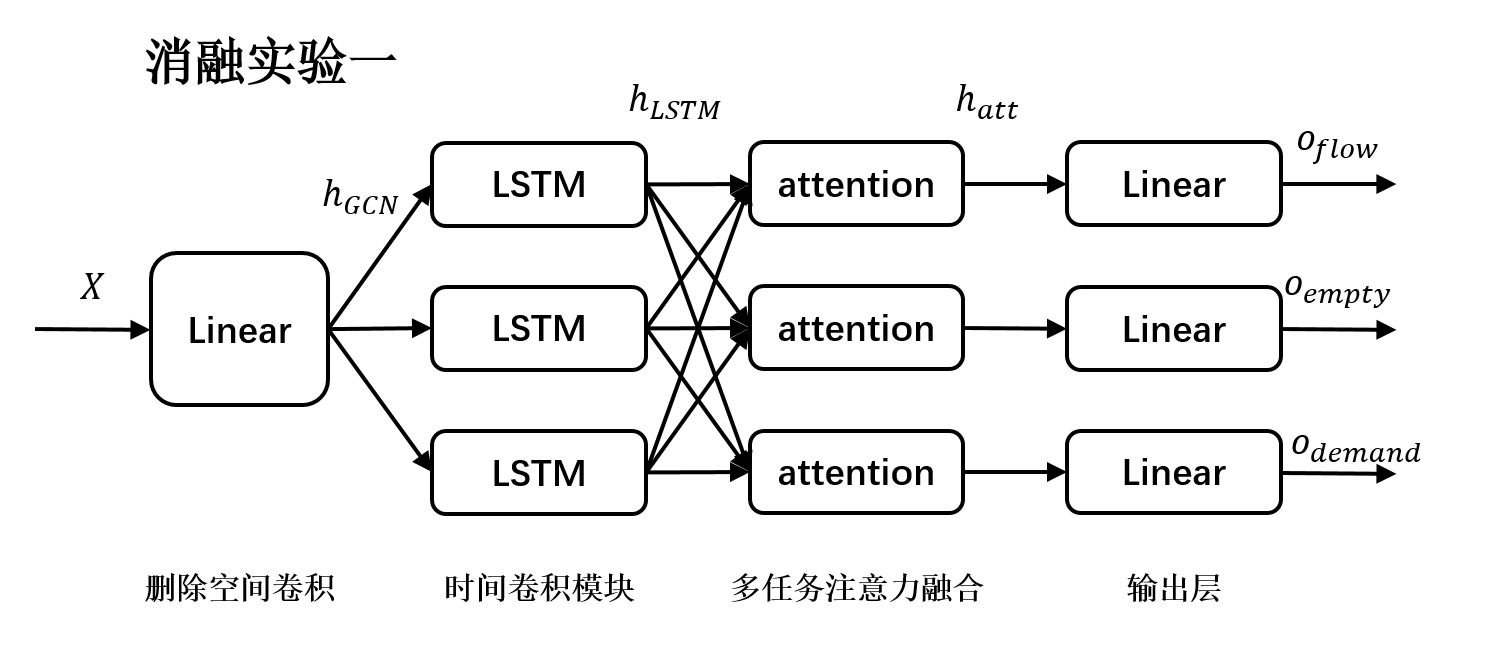 消融实验一
h_{LSTM}
h_{att}
o_{flow}
LSTM
attention
Linear
h_{GCN}
X
Linear
LSTM
attention
Linear
o_{empty}
LSTM
attention
Linear
o_{demand}
删除空间卷积
时间卷积模块
多任务注意力融合
输出层